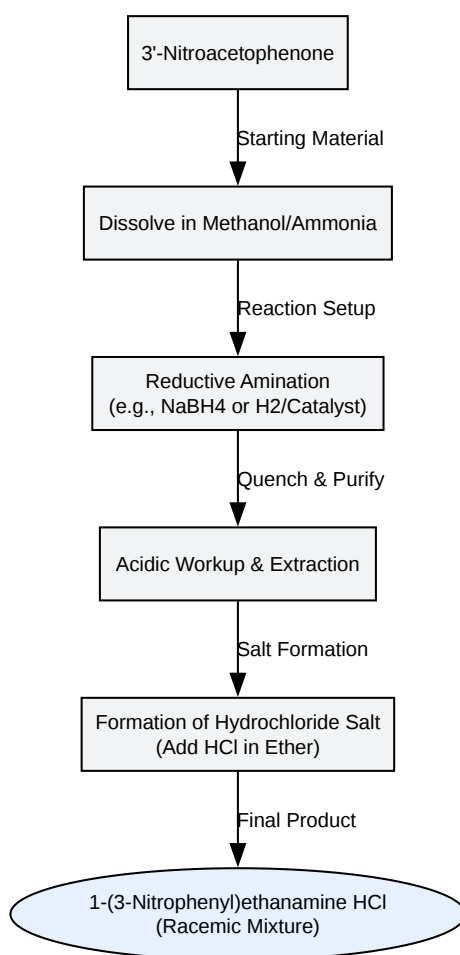 3'-Nitroacetophenone
Starting Material
Dissolve in Methanol/Ammonia
Reaction Setup
Reductive Amination
(e.g., NaBH4 or H2/Catalyst)
Quench & Purify
Acidic Workup & Extraction
Salt Formation
Formation of Hydrochloride Salt
(Add HCl in Ether)
Final Product
1-(3-Nitrophenyl)ethanamine HCl
(Racemic Mixture)